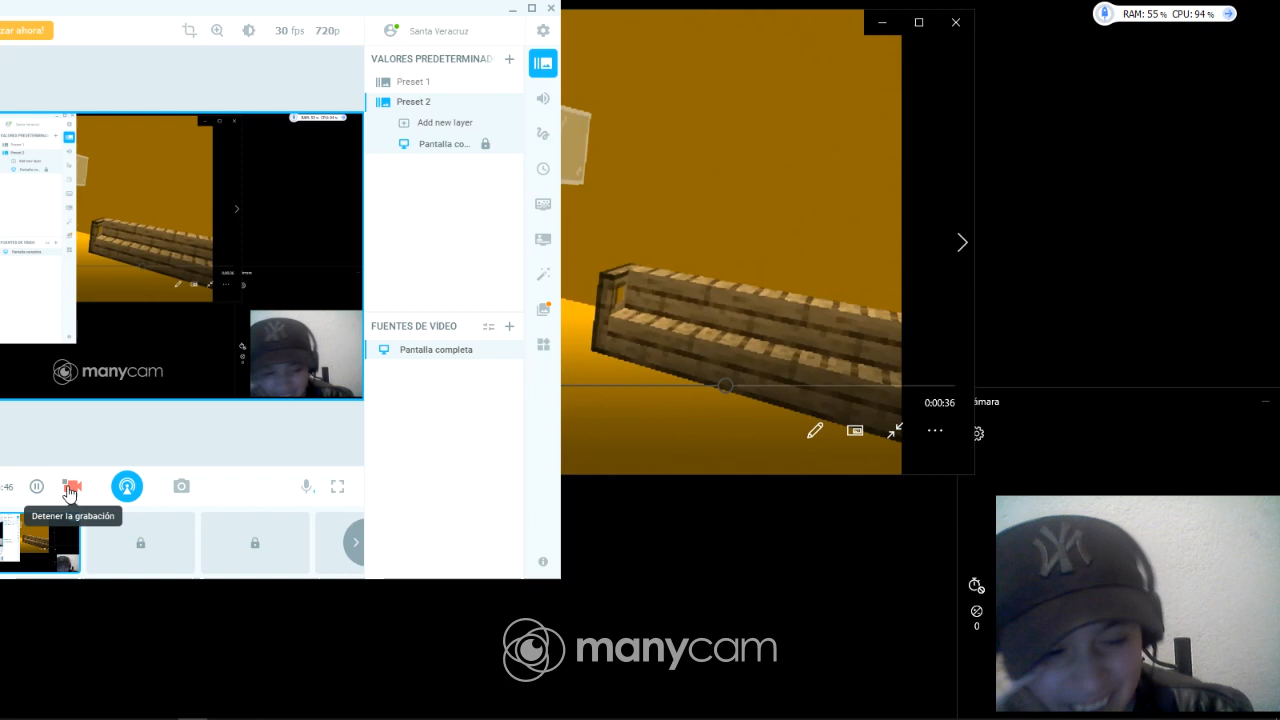 zar ahora!
30 fps
720p
Santa Veracruz
VALORES PREDETERMINAD
Preset 1
Preset 2
Add new layer
Pantalla co...
FUENTES DE VÍDEO
Pantalla completa
:46
Detener la grabación
RAM: 55 % CPU: 94 %
0:00:36
ámara
0
manycam
manycam